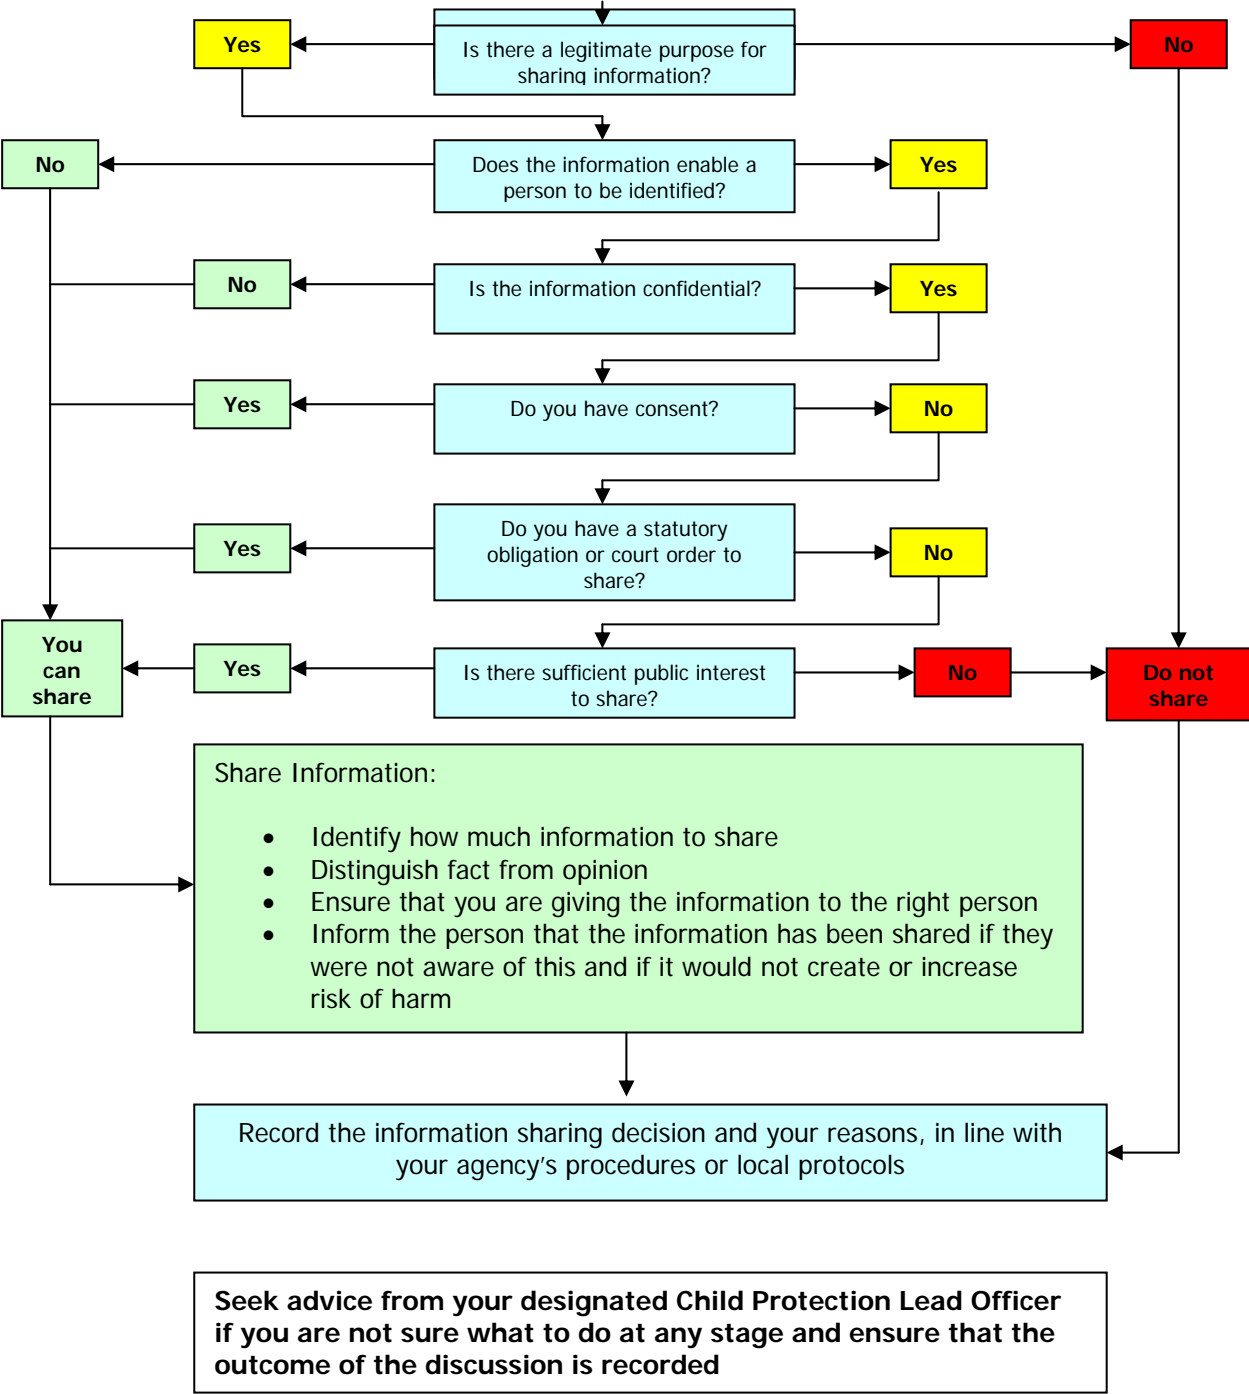 Yes
Is there a legitimate purpose for
sharing information?
No
No
Does the information enable a
person to be identified?
Yes
No
Is the information confidential?
Yes
Yes
Do you have consent?
No
Yes
Do you have a statutory
obligation or court order to
share?
No
You
can
share
Yes
Is there sufficient public interest
to share?
No
Do not
share
Share Information:
• Identify how much information to share
• Distinguish fact from opinion
• Ensure that you are giving the information to the right person
• Inform the person that the information has been shared if they
were not aware of this and if it would not create or increase
risk of harm
Record the information sharing decision and your reasons, in line with
your agency’s procedures or local protocols
Seek advice from your designated Child Protection Lead Officer
if you are not sure what to do at any stage and ensure that the
outcome of the discussion is recorded